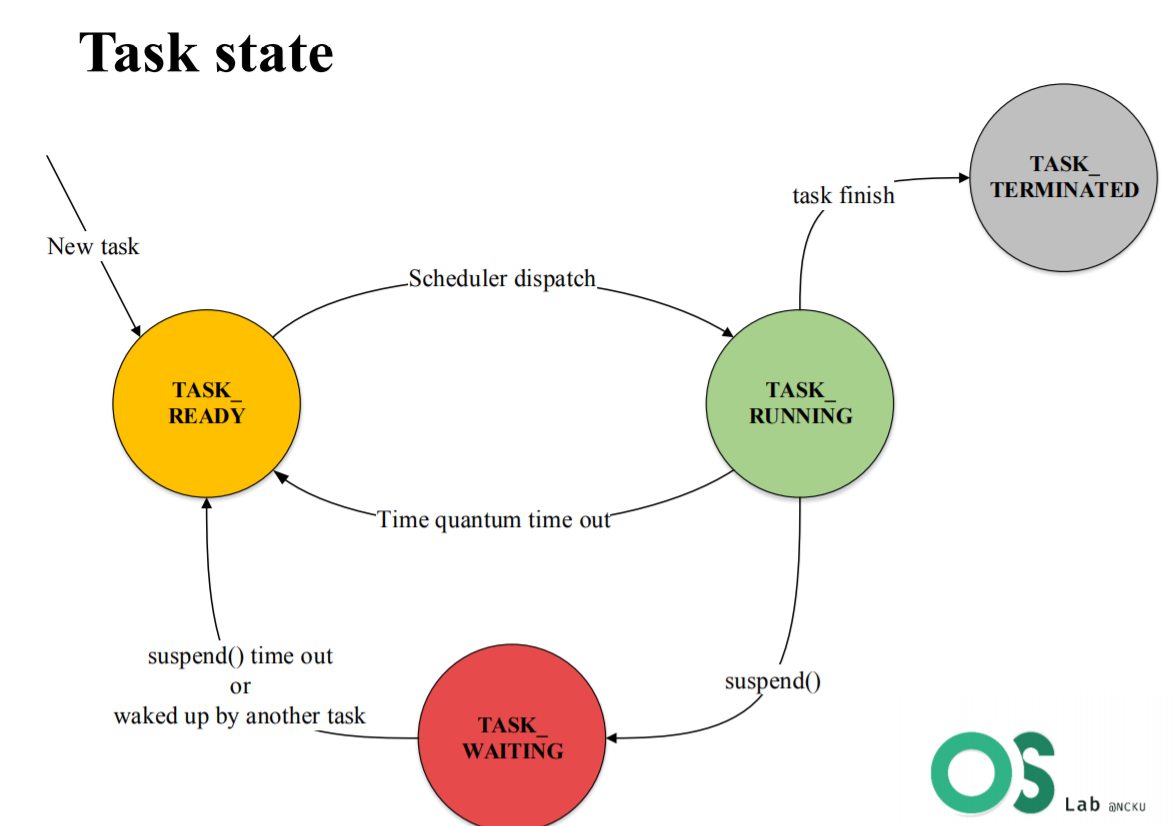 Task state
TASK_
TERMINATED
task finish
New task
Scheduler dispatch
TASK_
READY
TASK_
RUNNING
Time quantum time out
suspend() time out
or
waked up by another task
suspend()
TASK_
WAITING
OS
Lab @NCKU